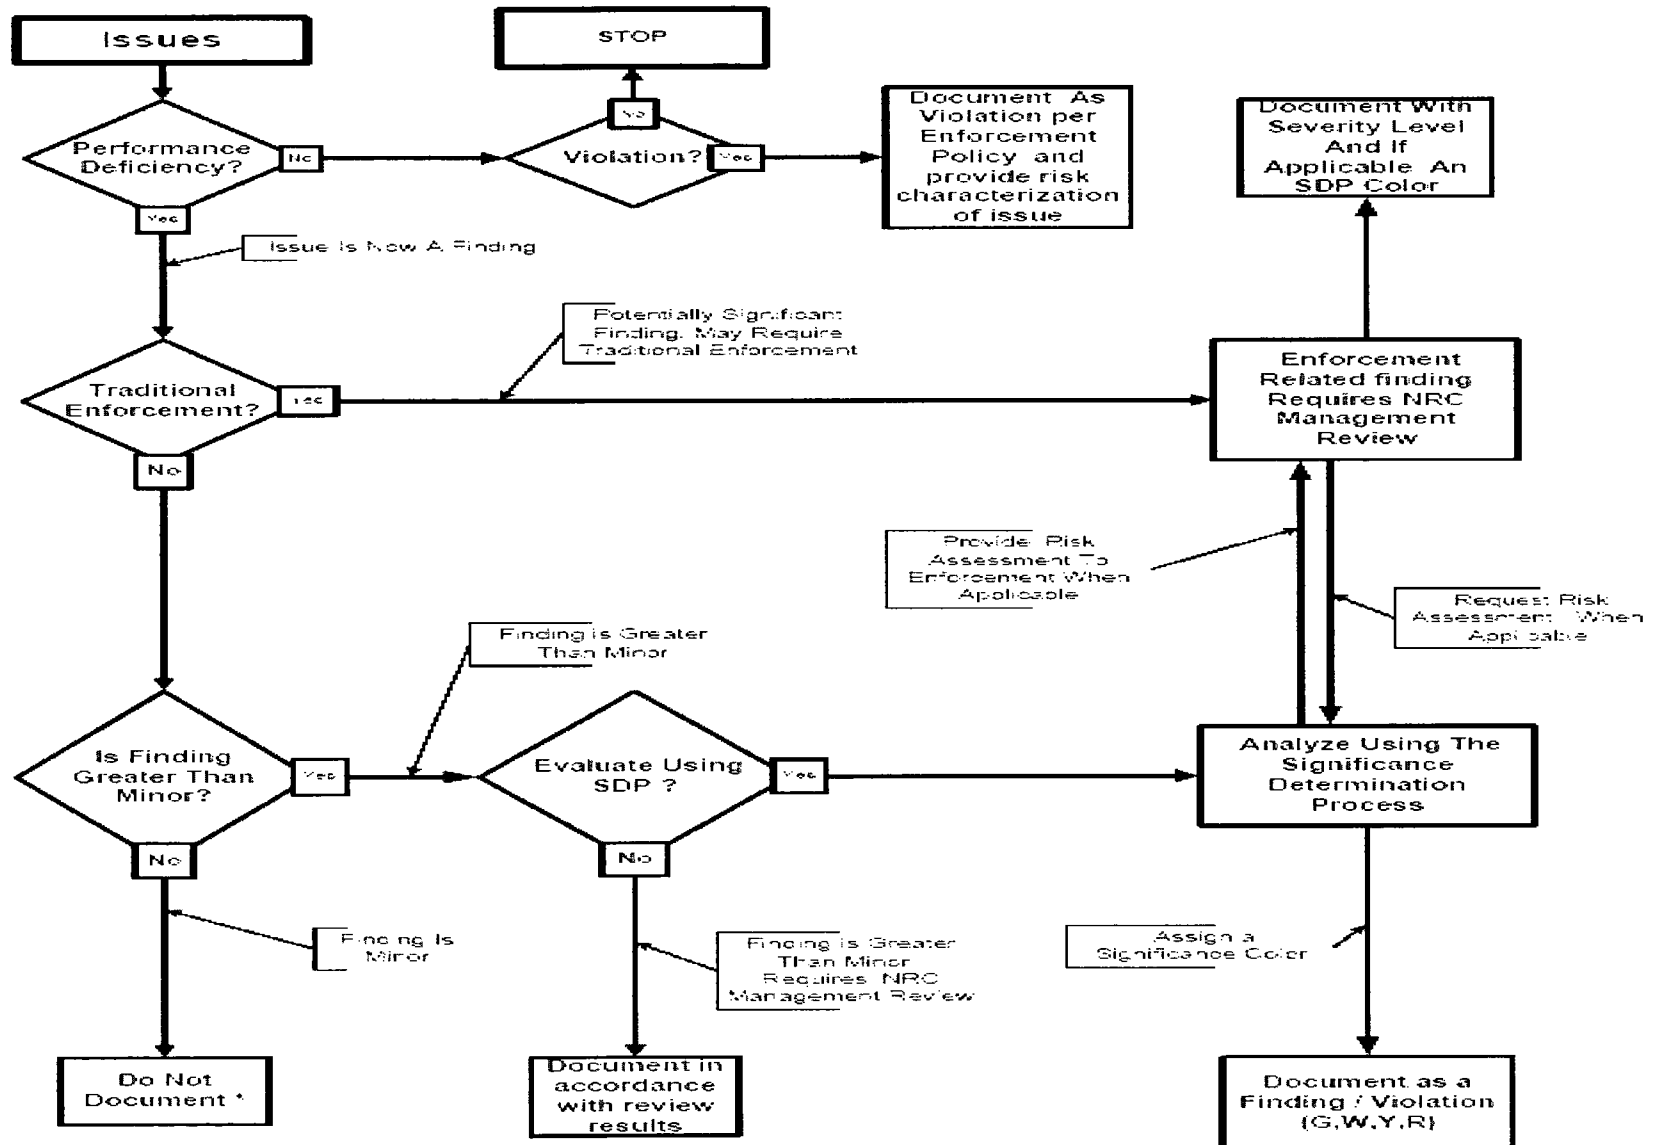 Issues
STOP
Performance
Deficiency?
No
Violation?
No
Yes
Document As
Violation per
Enforcement
Policy and
provide risk
characterization
of issue
Document With
Severity Level
And If
Applicable An
SDP Color
Yes
Issue Is Now A Finding
Potentially Significant
Finding. May Require
Traditional Enforcement
Traditional
Enforcement?
Yes
Enforcement
Related finding
Requires NRC
Management
Review
No
Provide Risk
Assessment To
Enforcement When
Applicable
Request Risk
Assessment When
Applicable
Finding is Greater
Than Minor
Is Finding
Greater Than
Minor?
Yes
Evaluate Using
SDP ?
Yes
Analyze Using The
Significance
Determination
Process
No
No
Finding Is
Minor
Finding is Greater
Than Minor
Requires NRC
Management Review
Assign a
Significance Color
Do Not
Document *
Document in
accordance
with review
results
Document as a
Finding / Violation
(G,W,Y,R)